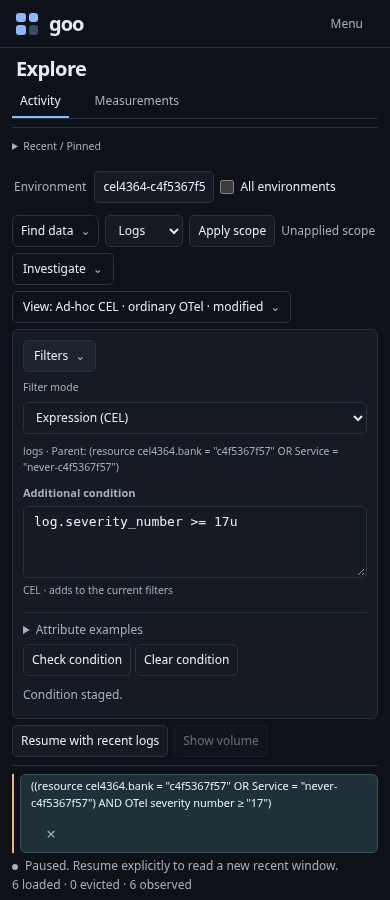 goo
Menu
Explore
Activity
Measurements
Recent / Pinned
Environment
cel4364-c4f5367f5
All environments
Find data
Logs
Apply scope
Unapplied scope
Investigate
View: Ad-hoc CEL · ordinary OTel · modified
Filters
Filter mode
Expression (CEL)
logs · Parent: (resource cel4364.bank = "c4f5367f57" OR Service =
"never-c4f5367f57")
Additional condition
log.severity_number >= 17u
CEL · adds to the current filters
Attribute examples
Check condition
Clear condition
Condition staged.
Resume with recent logs
Show volume
((resource cel4364.bank = "c4f5367f57" OR Service = "never-
c4f5367f57") AND OTel severity number ≥ "17")
×
Paused. Resume explicitly to read a new recent window.
6 loaded · 0 evicted · 6 observed